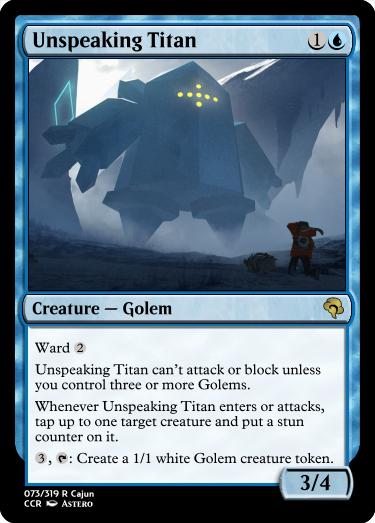 Unspeaking Titan 1
Creature — Golem
Ward 2
Unspeaking Titan can't attack or block unless
you control three or more Golems.
Whenever Unspeaking Titan enters or attacks,
tap up to one target creature and put a stun
counter on it.
3, : Create a 1/1 white Golem creature token.
3/4
073/319 R Cajun
CCR ASTERO